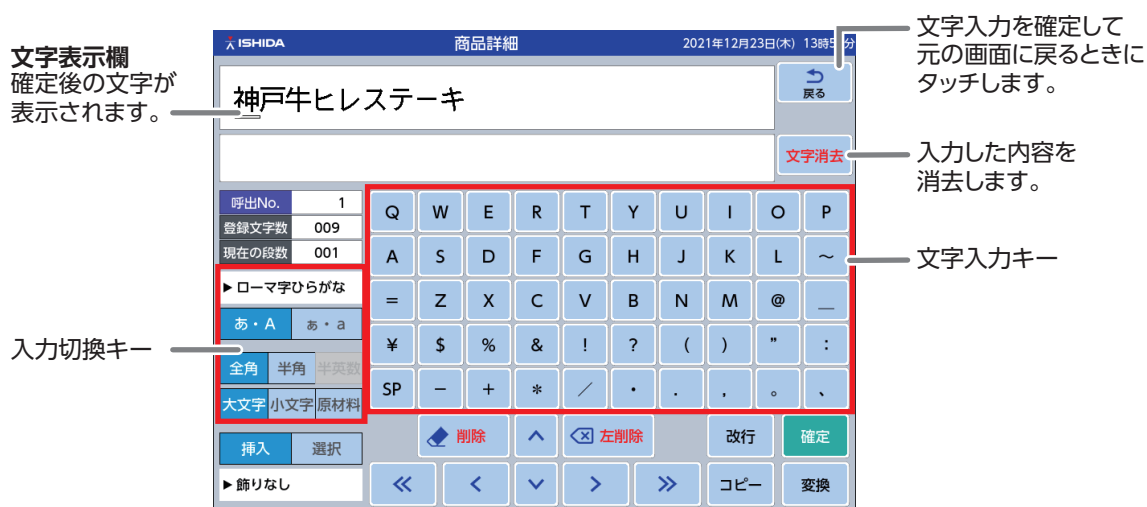 文字表示欄
確定後の文字が
表示されます。
文字入力を確定して
元の画面に戻るときに
タッチします。
ISHIDA
商品詳細
2021年12月23日(木) 13時5分
神戸牛ヒレステーキ
戻る
文字消去
入力した内容を
消去します。
呼出No. 1
登録文字数 009
現在の段数 001
Q W E R T Y U I O P
A S D F G H J K L ～
= Z X C V B N M @ _
¥ $ % & ! ? ( ) ” :
SP − + * ／ ・ . , 。 、
文字入力キー
▶ ローマ字ひらがな
あ・A ぁ・a
全角 半角 半英数
大文字 小文字 原材料
入力切換キー
挿入 選択
▶ 飾りなし
削除 ∧ 左削除 改行 確定
≪ < ∨ > ≫ コピー 変換